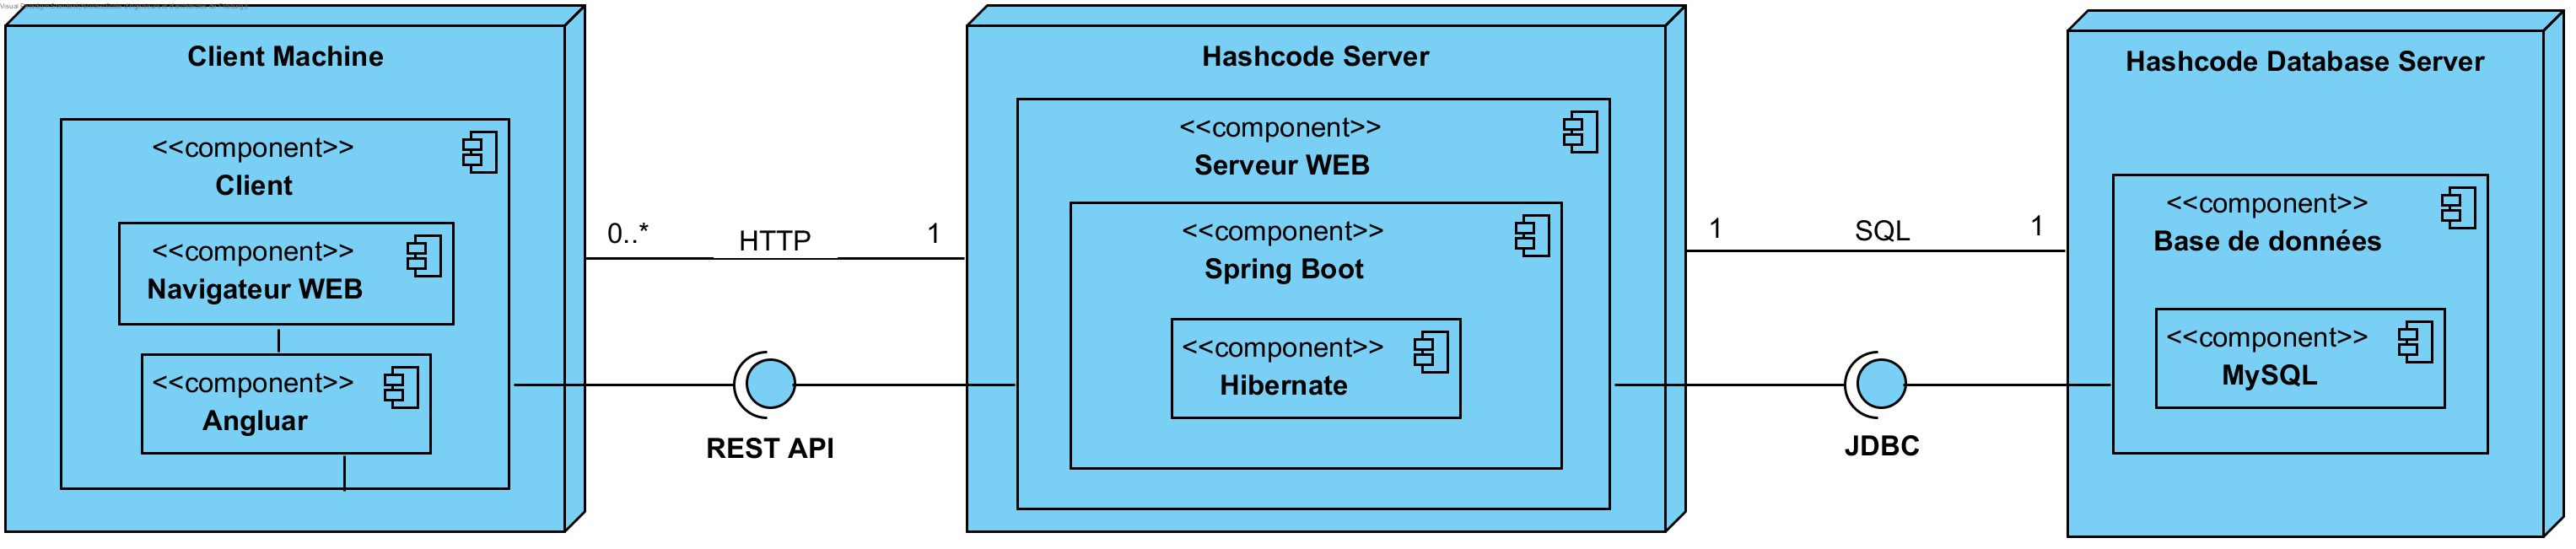 Client Machine
<<component>>
Client
<<component>>
Navigateur WEB
<<component>>
Angluar
0..*
HTTP
1
REST API
Hashcode Server
<<component>>
Serveur WEB
<<component>>
Spring Boot
<<component>>
Hibernate
1
SQL
1
JDBC
Hashcode Database Server
<<component>>
Base de données
<<component>>
MySQL